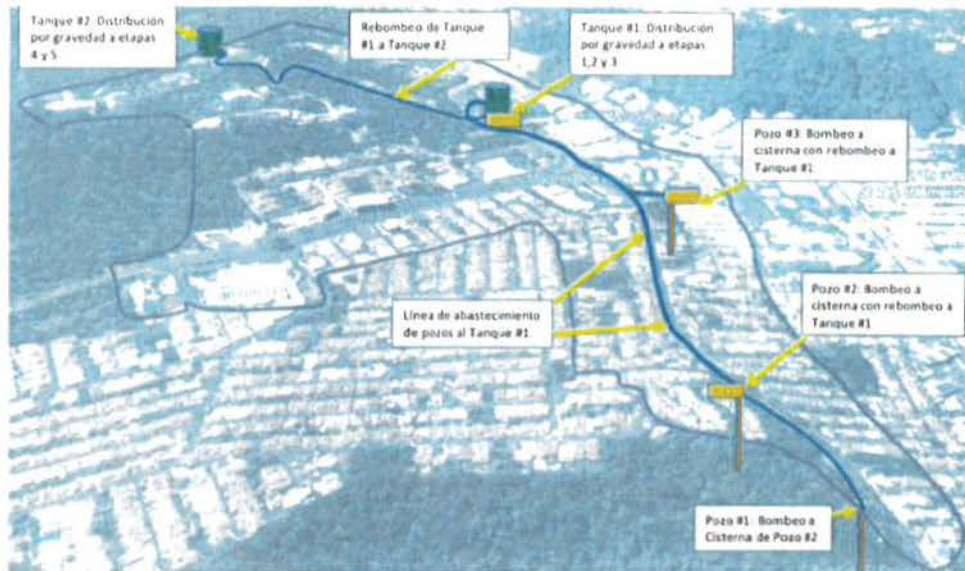 Tanque #2: Distribución
por gravedad a etapas
4 y 5
Rebombeo de Tanque
#1 a Tanque #2
Tanque #1: Distribución
por gravedad a etapas
1,2 y 3
Pozo #3: Bombeo a
cisterna con rebombeo a
Tanque #1
Línea de abastecimiento
de pozos al Tanque #1
Pozo #2: Bombeo a
cisterna con rebombeo a
Tanque #1
Pozo #1: Bombeo a
Cisterna de Pozo #2